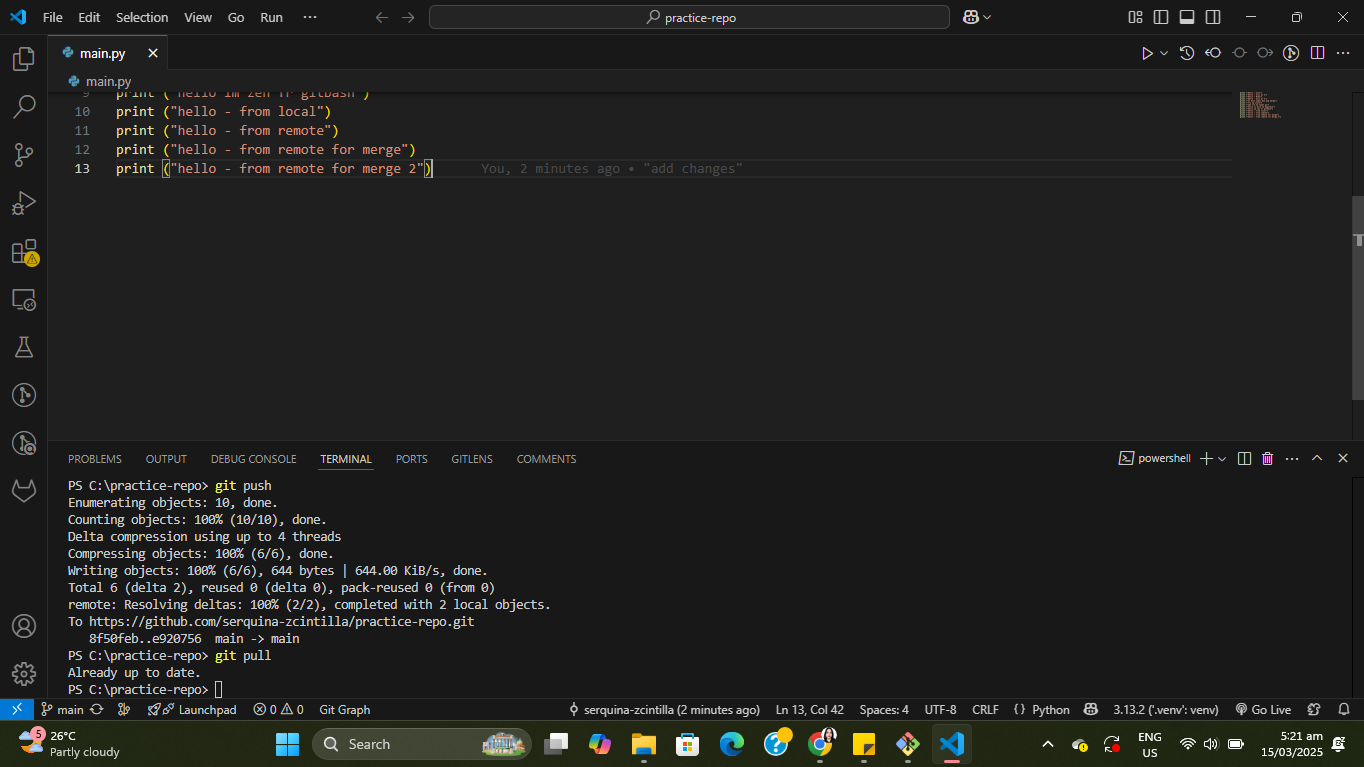 File Edit Selection View Go Run ···
practice-repo
main.py
main.py
9 print ("hello im zen fr gitbash")
10 print ("hello - from local")
11 print ("hello - from remote")
12 print ("hello - from remote for merge")
13 print ("hello - from remote for merge 2") You, 2 minutes ago • "add changes"
PROBLEMS OUTPUT DEBUG CONSOLE TERMINAL PORTS GITLENS COMMENTS
powershell
PS C:\practice-repo> git push
Enumerating objects: 10, done.
Counting objects: 100% (10/10), done.
Delta compression using up to 4 threads
Compressing objects: 100% (6/6), done.
Writing objects: 100% (6/6), 644 bytes | 644.00 KiB/s, done.
Total 6 (delta 2), reused 0 (delta 0), pack-reused 0 (from 0)
remote: Resolving deltas: 100% (2/2), completed with 2 local objects.
To https://github.com/serquina-zcintilla/practice-repo.git
8f50feb..e920756 main -> main
PS C:\practice-repo> git pull
Already up to date.
PS C:\practice-repo>
main Launchpad 0 0 Git Graph serquina-zcintilla (2 minutes ago) Ln 13, Col 42 Spaces: 4 UTF-8 CRLF {} Python 3.13.2 ('.venv': venv) Go Live
5
26°C
Partly cloudy
Search
ENG
US
5:21 am
15/03/2025